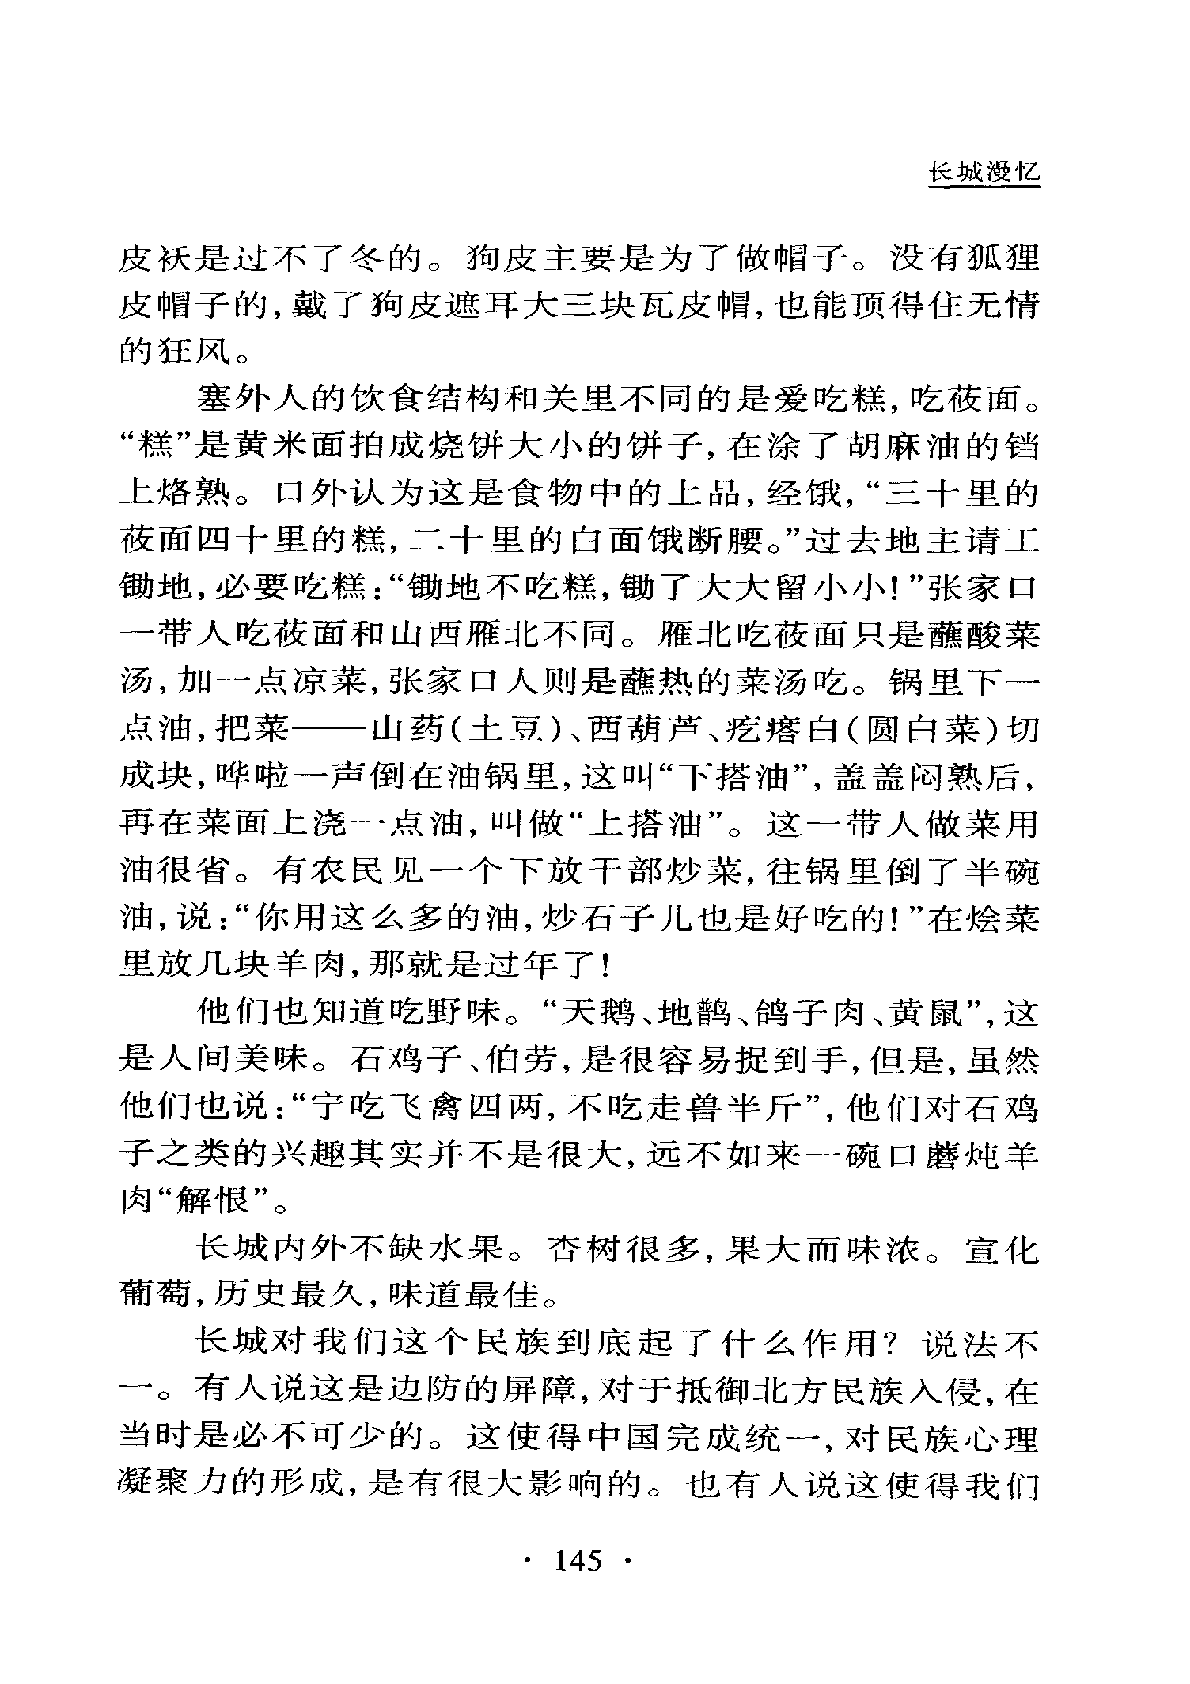 长城漫忆
皮袄是过不了冬的。狗皮主要是为了做帽子。没有狐狸
皮帽子的,戴了狗皮遮耳大三块瓦皮帽,也能顶得住无情
的狂风。
塞外人的饮食结构和关里不同的是爱吃糕,吃莜面。
“糕”是黄米面拍成烧饼大小的饼子,在涂了胡麻油的铛
上烙熟。口外认为这是食物中的上品,经饿,“三十里的
莜面四十里的糕,二十里的白面饿断腰。”过去地主请工
锄地,必要吃糕:“锄地不吃糕,锄了大大留小小!”张家口
一带人吃莜面和山西雁北不同。雁北吃莜面只是蘸酸菜
汤,加一点凉菜,张家口人则是蘸热的菜汤吃。锅里下一
点油,把菜——山药(土豆)、西葫芦、疙瘩白(圆白菜)切
成块,哗啦一声倒在油锅里,这叫“下搭油”,盖盖闷熟后,
再在菜面上浇一点油,叫做“上搭油”。这一带人做菜用
油很省。有农民见一个下放干部炒菜,往锅里倒了半碗
油,说:“你用这么多的油,炒石子儿也是好吃的!”在烩菜
里放几块羊肉,那就是过年了!
他们也知道吃野味。“天鹅、地鹊、鸽子肉、黄鼠”,这
是人间美味。石鸡子、伯劳,是很容易捉到手,但是,虽然
他们也说:“宁吃飞禽四两,不吃走兽半斤”,他们对石鸡
子之类的兴趣其实并不是很大,远不如来一碗口蘑炖羊
肉“解恨”。
长城内外不缺水果。杏树很多,果大而味浓。宣化
葡萄,历史最久,味道最佳。
长城对我们这个民族到底起了什么作用？说法不
一。有人说这是边防的屏障,对于抵御北方民族入侵,在
当时是必不可少的。这使得中国完成统一,对民族心理
凝聚力的形成,是有很大影响的。也有人说这使得我们
· 145 ·